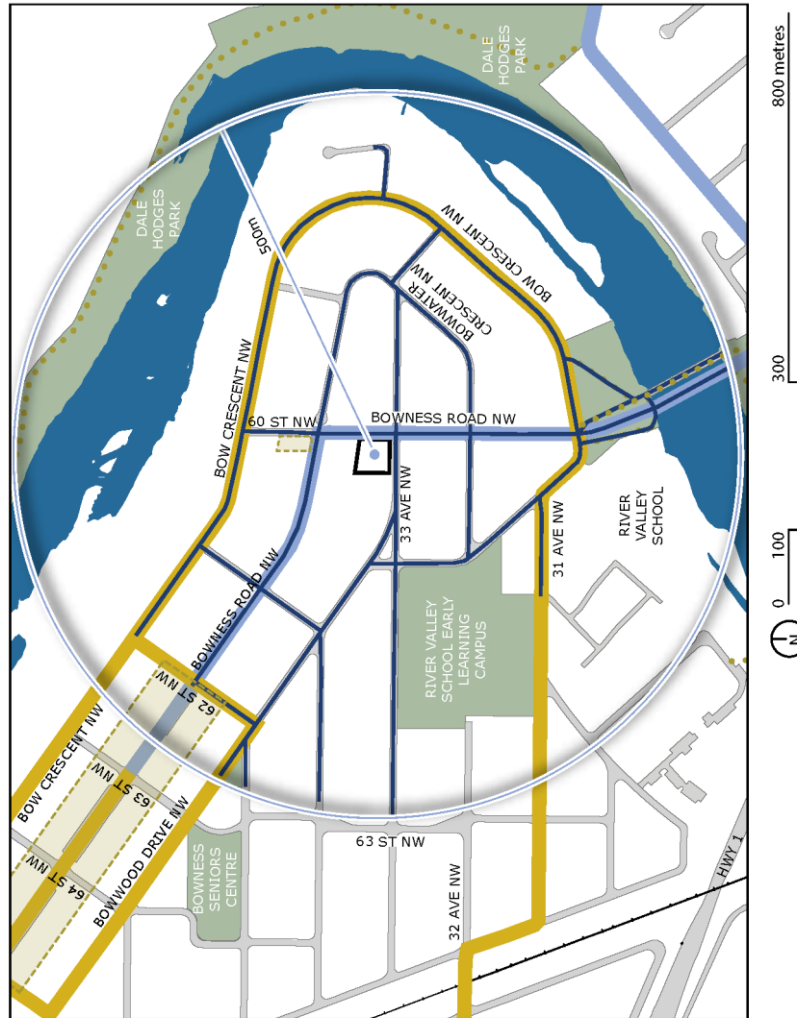 DALE
HODGES
PARK
DALE
HODGES
PARK
500m
BOW CRESCENT NW
BOW CRESCENT NW
BOWWATER
CRESCENT NW
BOW CRESCENT NW
60 ST NW
BOWNESS ROAD NW
33 AVE NW
31 AVE NW
RIVER
VALLEY
SCHOOL
BOWNESS ROAD NW
RIVER VALLEY
SCHOOL EARLY
LEARNING
CAMPUS
62 ST NW
BOW CRESCENT NW
63 ST NW
64 ST NW
BOWWOOD DRIVE NW
BOWNESS
SENIORS
CENTRE
63 ST NW
32 AVE NW
HWY 1
800 metres
300
100
0
N